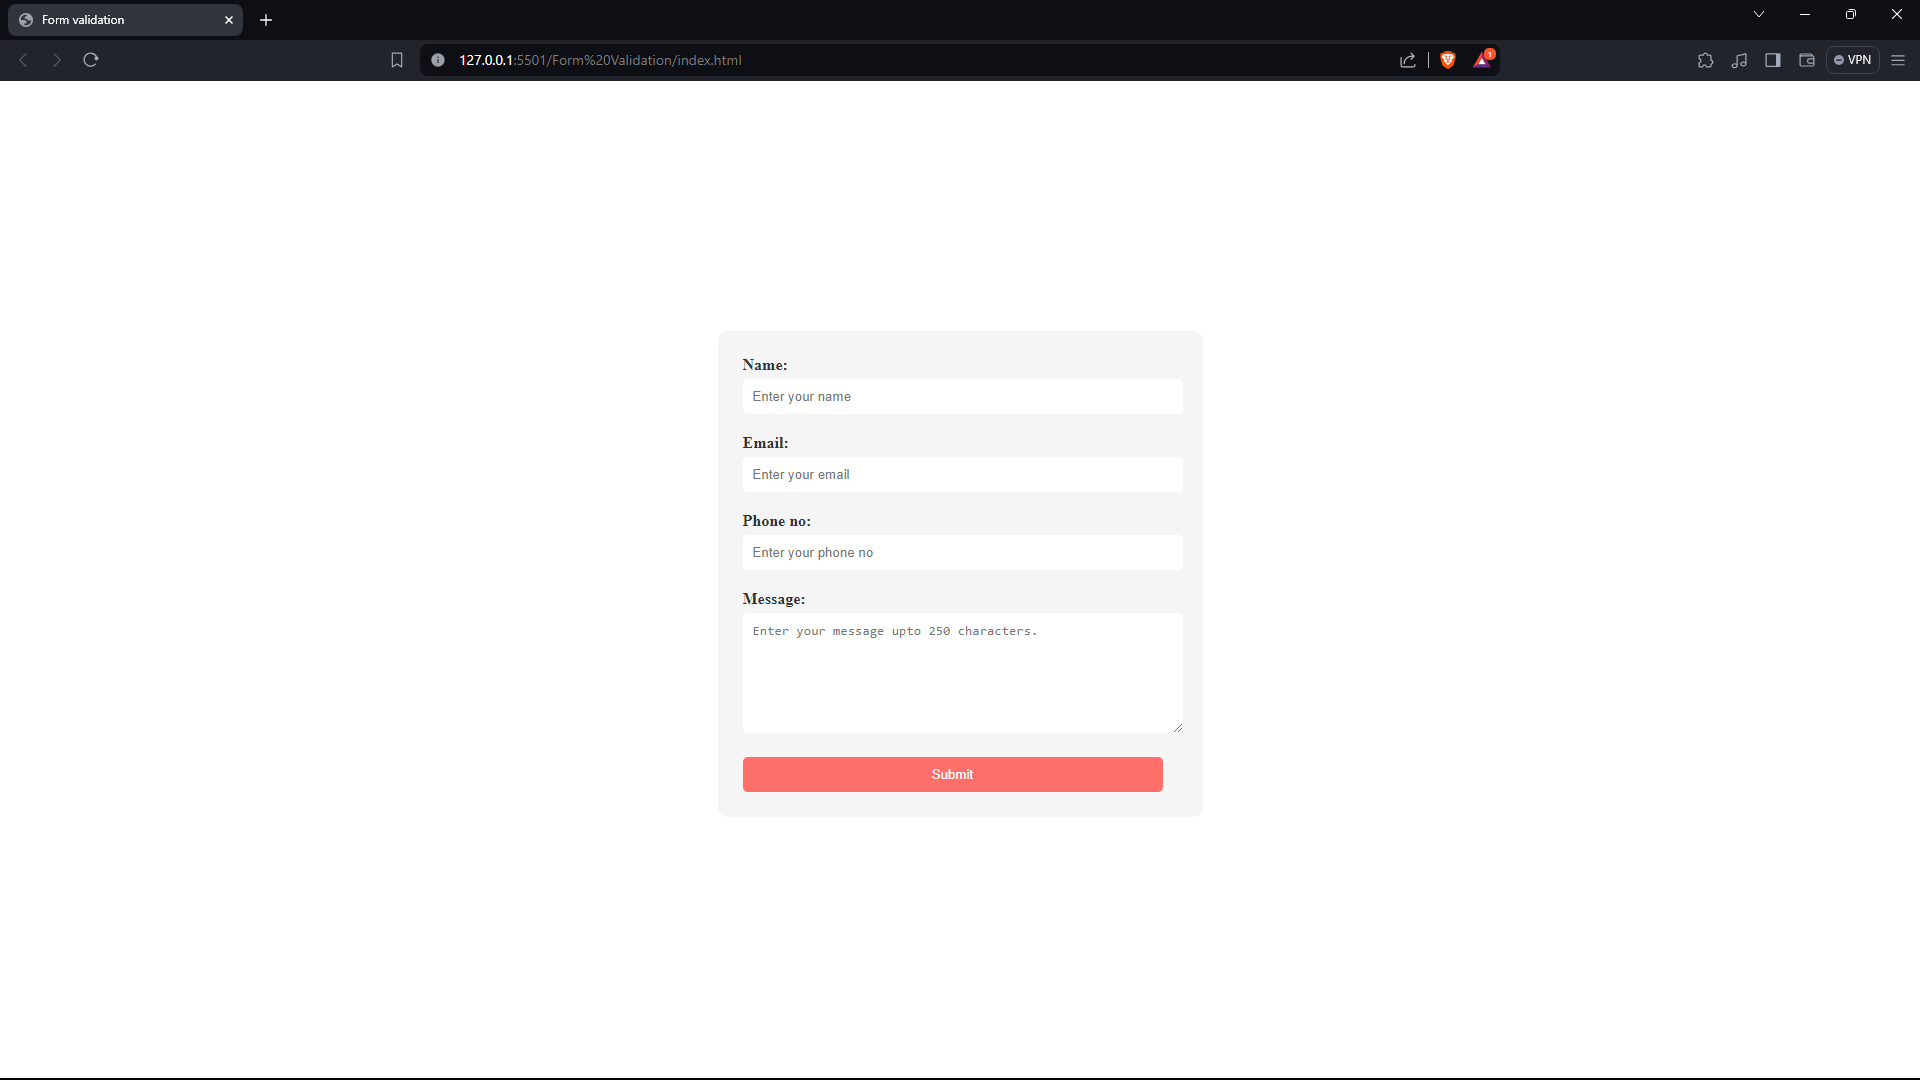 Form validation
127.0.0.1:5501/Form%20Validation/index.html
1
VPN
Name:
Enter your name
Email:
Enter your email
Phone no:
Enter your phone no
Message:
Enter your message upto 250 characters.
Submit